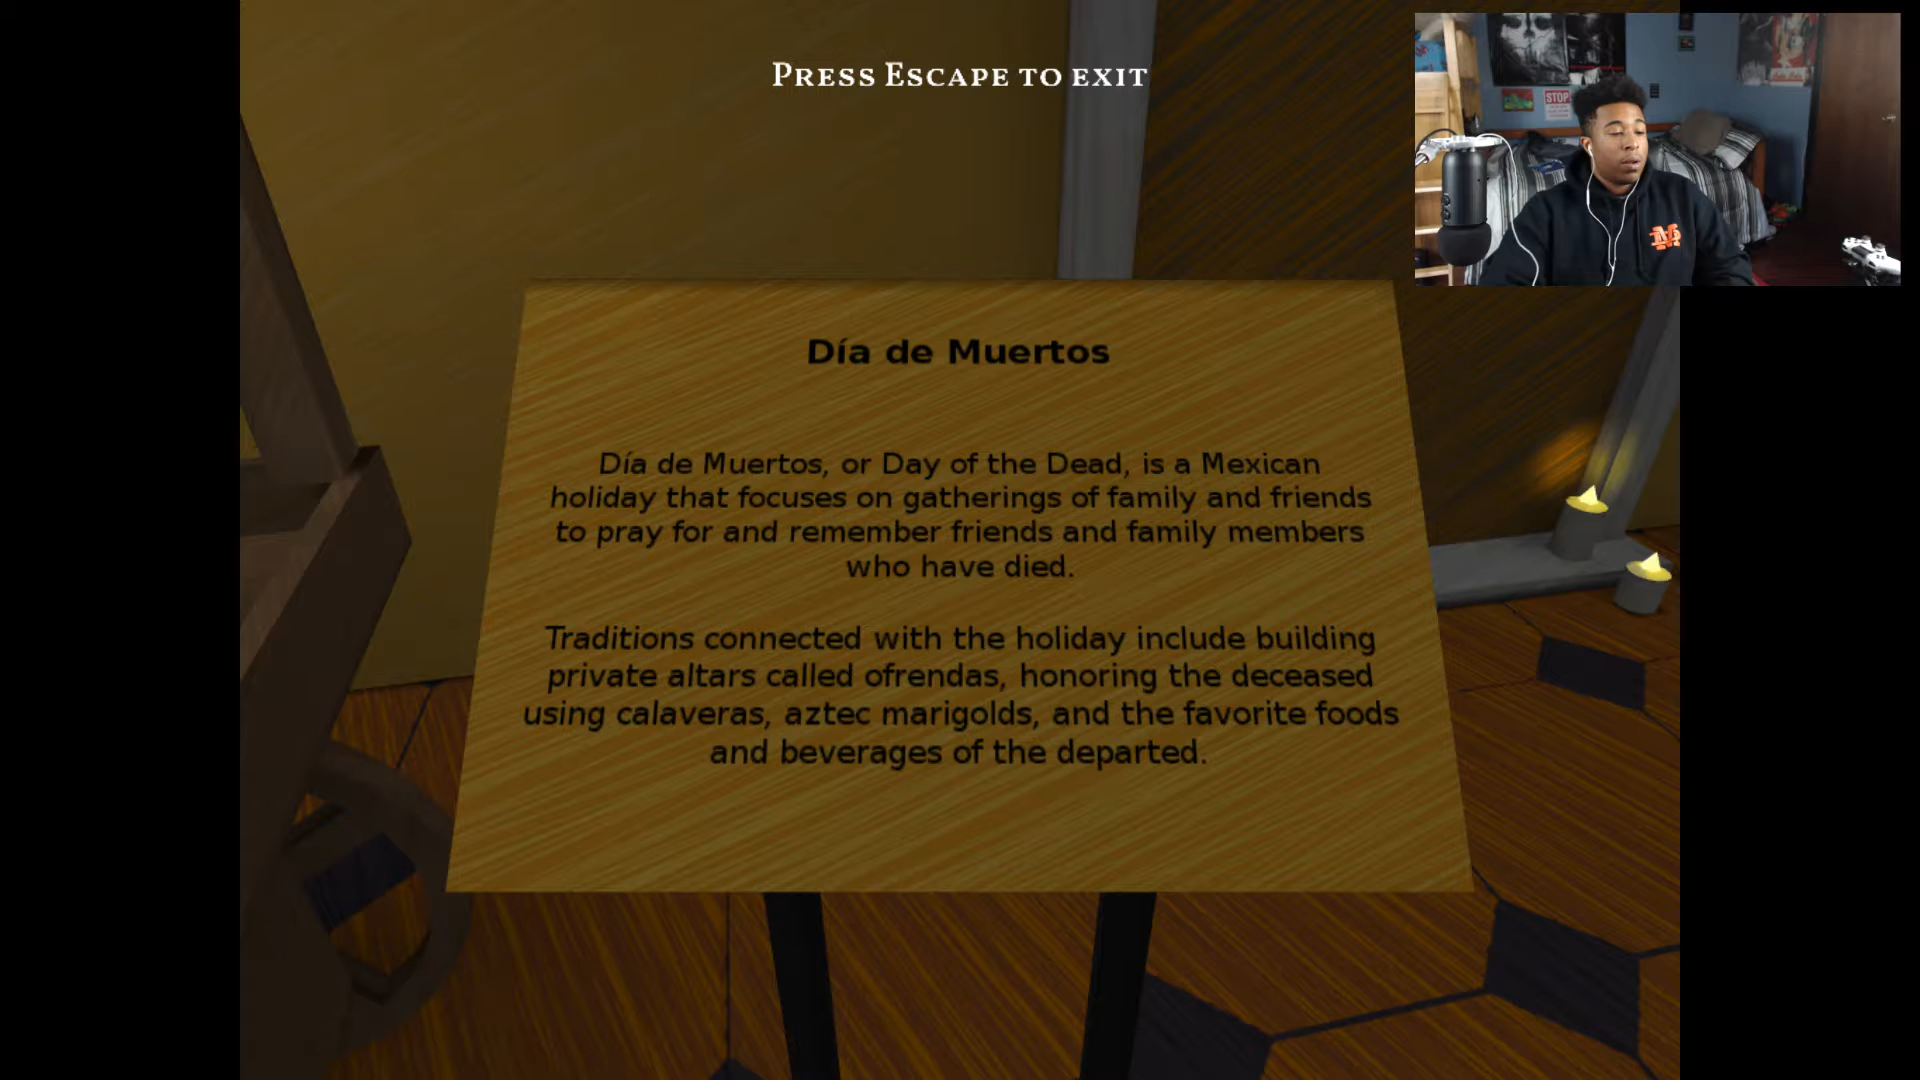 PRESS ESCAPE TO EXIT
STOP
Día de Muertos
Día de Muertos, or Day of the Dead, is a Mexican
holiday that focuses on gatherings of family and friends
to pray for and remember friends and family members
who have died.
Traditions connected with the holiday include building
private altars called ofrendas, honoring the deceased
using calaveras, aztec marigolds, and the favorite foods
and beverages of the departed.